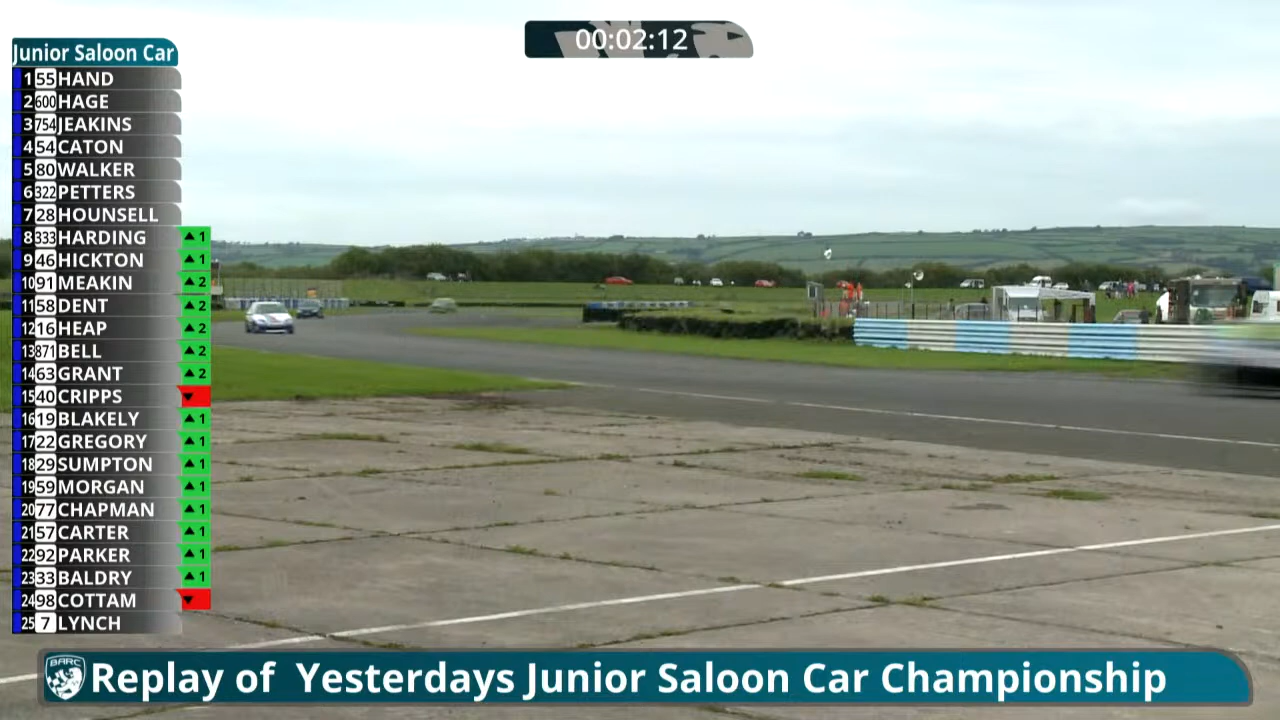 00:02:12
Junior Saloon Car
1 55 HAND
2 600 HAGE
3 754 JEAKINS
4 54 CATON
5 80 WALKER
6 322 PETTERS
7 28 HOUNSELL
8 333 HARDING ▲ 1
9 46 HICKTON ▲ 1
10 91 MEAKIN ▲ 2
11 58 DENT ▲ 2
12 16 HEAP ▲ 2
13 871 BELL ▲ 2
14 63 GRANT ▲ 2
15 40 CRIPPS ▼
16 19 BLAKELY ▲ 1
17 22 GREGORY ▲ 1
18 29 SUMPTON ▲ 1
19 59 MORGAN ▲ 1
20 77 CHAPMAN ▲ 1
21 57 CARTER ▲ 1
22 92 PARKER ▲ 1
23 33 BALDRY ▲ 1
24 98 COTTAM ▼
25 7 LYNCH
BARC
Replay of Yesterdays Junior Saloon Car Championship